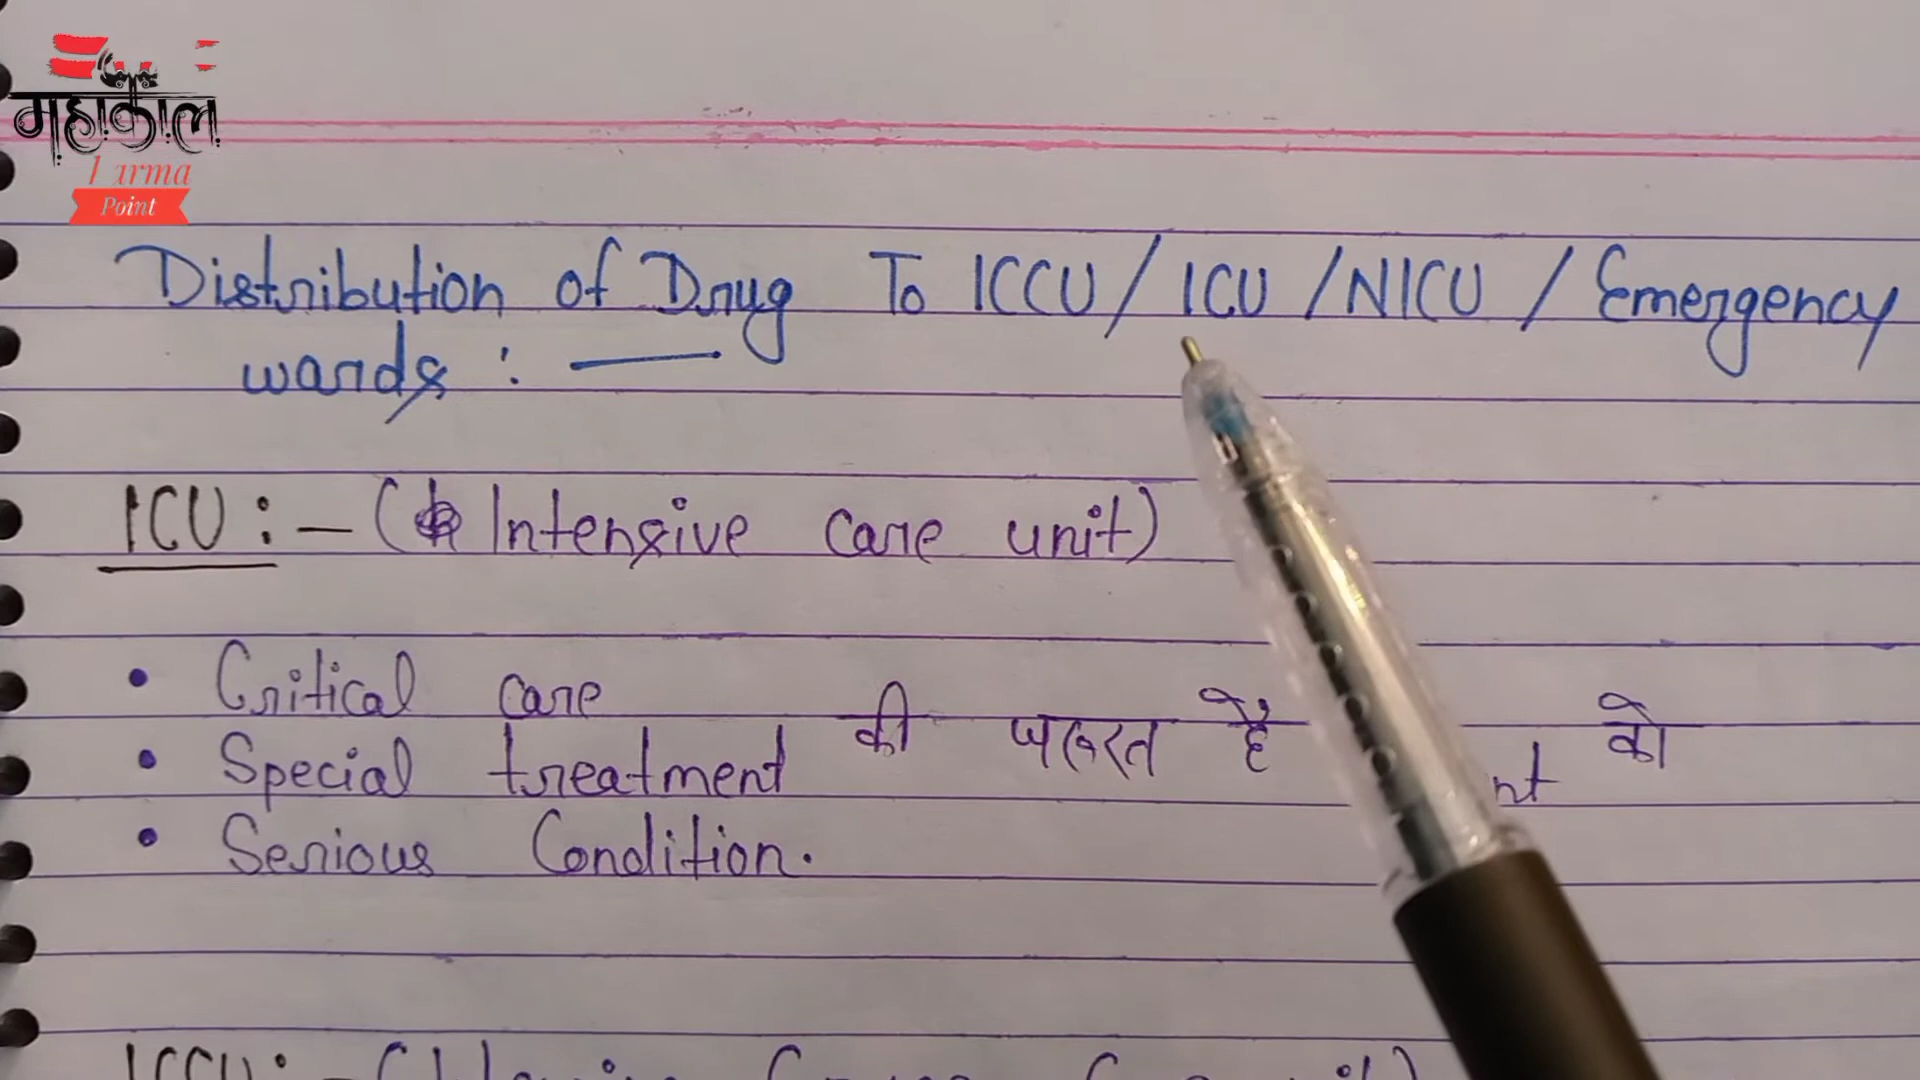 महाकाल
Point
Distribution of Drug To ICCU / ICU / NICU / Emergency
wards : —
ICU :- (Intensive care unit)
• Critical care
• Special treatment की जरूरत है को
• Serious Condition.
ICCU :- (